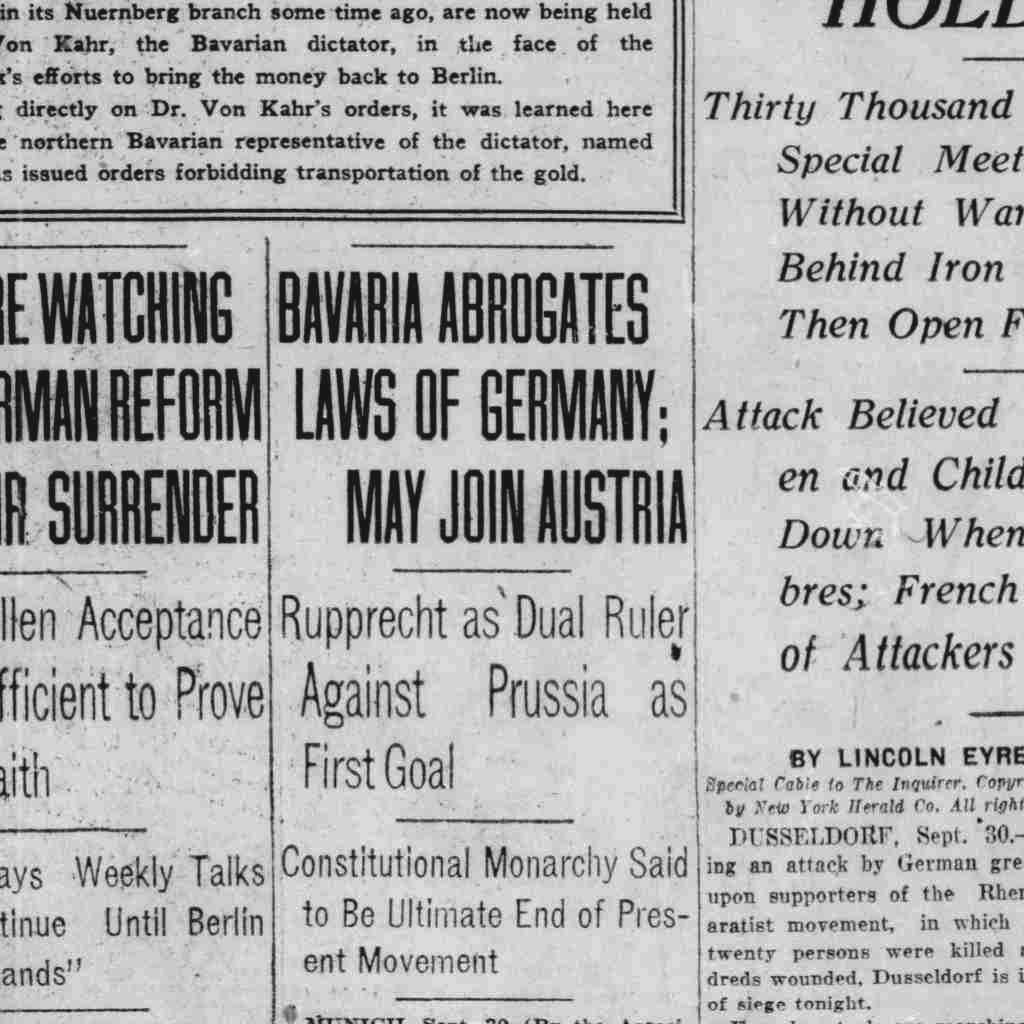 in its Nuernberg branch some time ago, are now being held
Von Kahr, the Bavarian dictator, in the face of the
's efforts to bring the money back to Berlin.
directly on Dr. Von Kahr's orders, it was learned here
northern Bavarian representative of the dictator, named
issued orders forbidding transportation of the gold.
RE WATCHING
RMAN REFORM
R SURRENDER
llen Acceptance
fficient to Prove
aith
ays Weekly Talks
tinue Until Berlin
ands"
BAVARIA ABROGATES
LAWS OF GERMANY;
MAY JOIN AUSTRIA
Rupprecht as Dual Ruler
Against Prussia as
First Goal
Constitutional Monarchy Said
to Be Ultimate End of Pres-
ent Movement
MUNICH, Sept. 30 (By the Associ-
HOLD
Thirty Thousand
Special Meet
Without War
Behind Iron
Then Open F
Attack Believed
en and Child
Down When
bres; French
of Attackers
BY LINCOLN EYRE
Special Cable to The Inquirer. Copyr
by New York Herald Co. All right
DUSSELDORF, Sept. 30.—
ing an attack by German gre
upon supporters of the Rhen
aratist movement, in which
twenty persons were killed a
dreds wounded, Dusseldorf is i
of siege tonight.